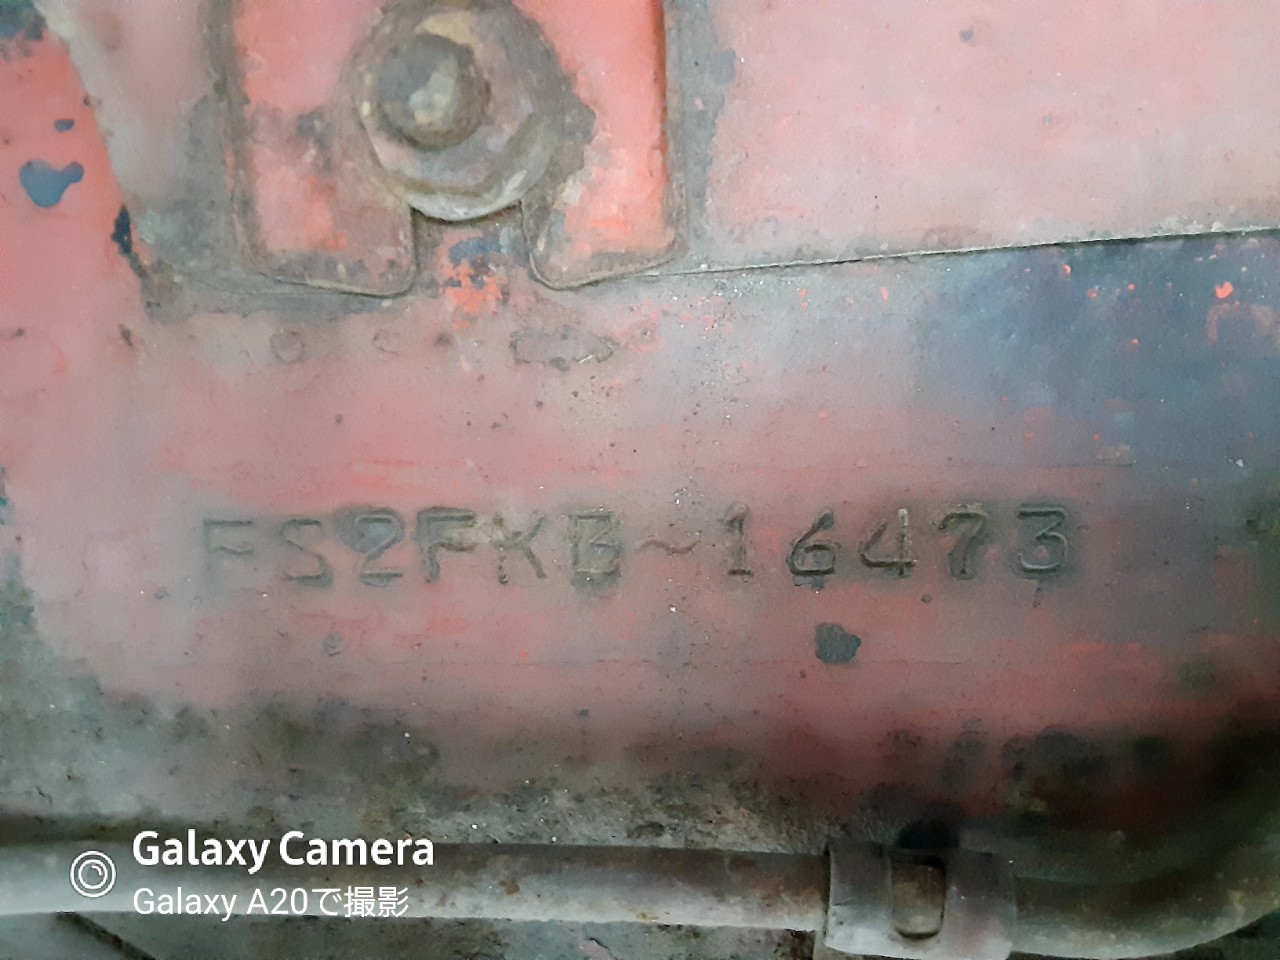 FS2FKB~16473
Galaxy Camera
Galaxy A20で撮影